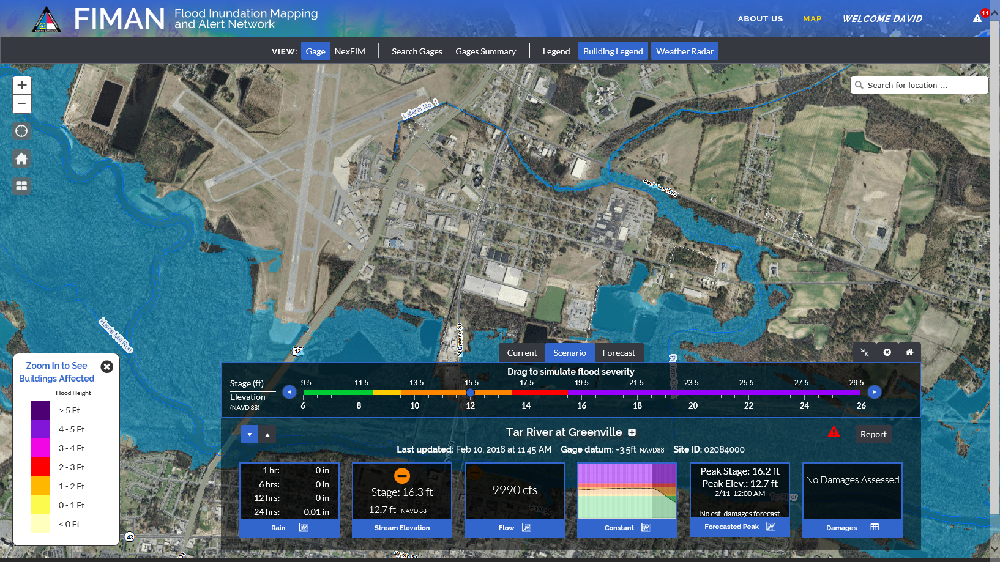 FIMAN
Flood Inundation Mapping
and Alert Network
NORTH CAROLINA
ABOUT US
MAP
WELCOME DAVID
11
VIEW:
Gage
NexFIM
Search Gages
Gages Summary
Legend
Building Legend
Weather Radar
+
−
Search for location ...
Lateral No. 1
Pactolus Hwy
Harris Mill Run
13
N Greene St
Zoom In to See
Buildings Affected
Flood Height
> 5 Ft
4 - 5 Ft
3 - 4 Ft
2 - 3 Ft
1 - 2 Ft
0 - 1 Ft
< 0 Ft
43
Current
Scenario
Forecast
Drag to simulate flood severity
Stage (ft)
9.5 11.5 13.5 15.5 17.5 19.5 21.5 23.5 25.5 27.5 29.5
Elevation
(NAVD 88)
6 8 10 12 14 16 18 20 22 24 26
Tar River at Greenville
Report
Last updated: Feb 10, 2016 at 11:45 AM Gage datum: -3.5ft NAVD88 Site ID: 02084000
1 hr: 0 in
6 hrs: 0 in
12 hrs: 0 in
24 hrs: 0.01 in
Rain
Stage: 16.3 ft
12.7 ft NAVD 88
Stream Elevation
9990 cfs
Flow
Constant
Peak Stage: 16.2 ft
Peak Elev.: 12.7 ft
2/11 12:00 AM
No est. damages forecast
Forecasted Peak
No Damages Assessed
Damages
Tar River
W 5th St
Dr